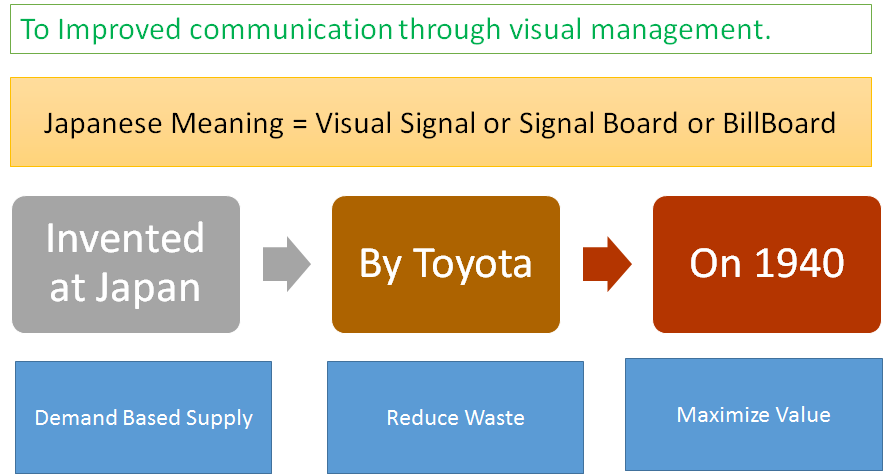 To Improved communication through visual management.
Japanese Meaning = Visual Signal or Signal Board or BillBoard
Invented
at Japan
By Toyota
On 1940
Demand Based Supply
Reduce Waste
Maximize Value